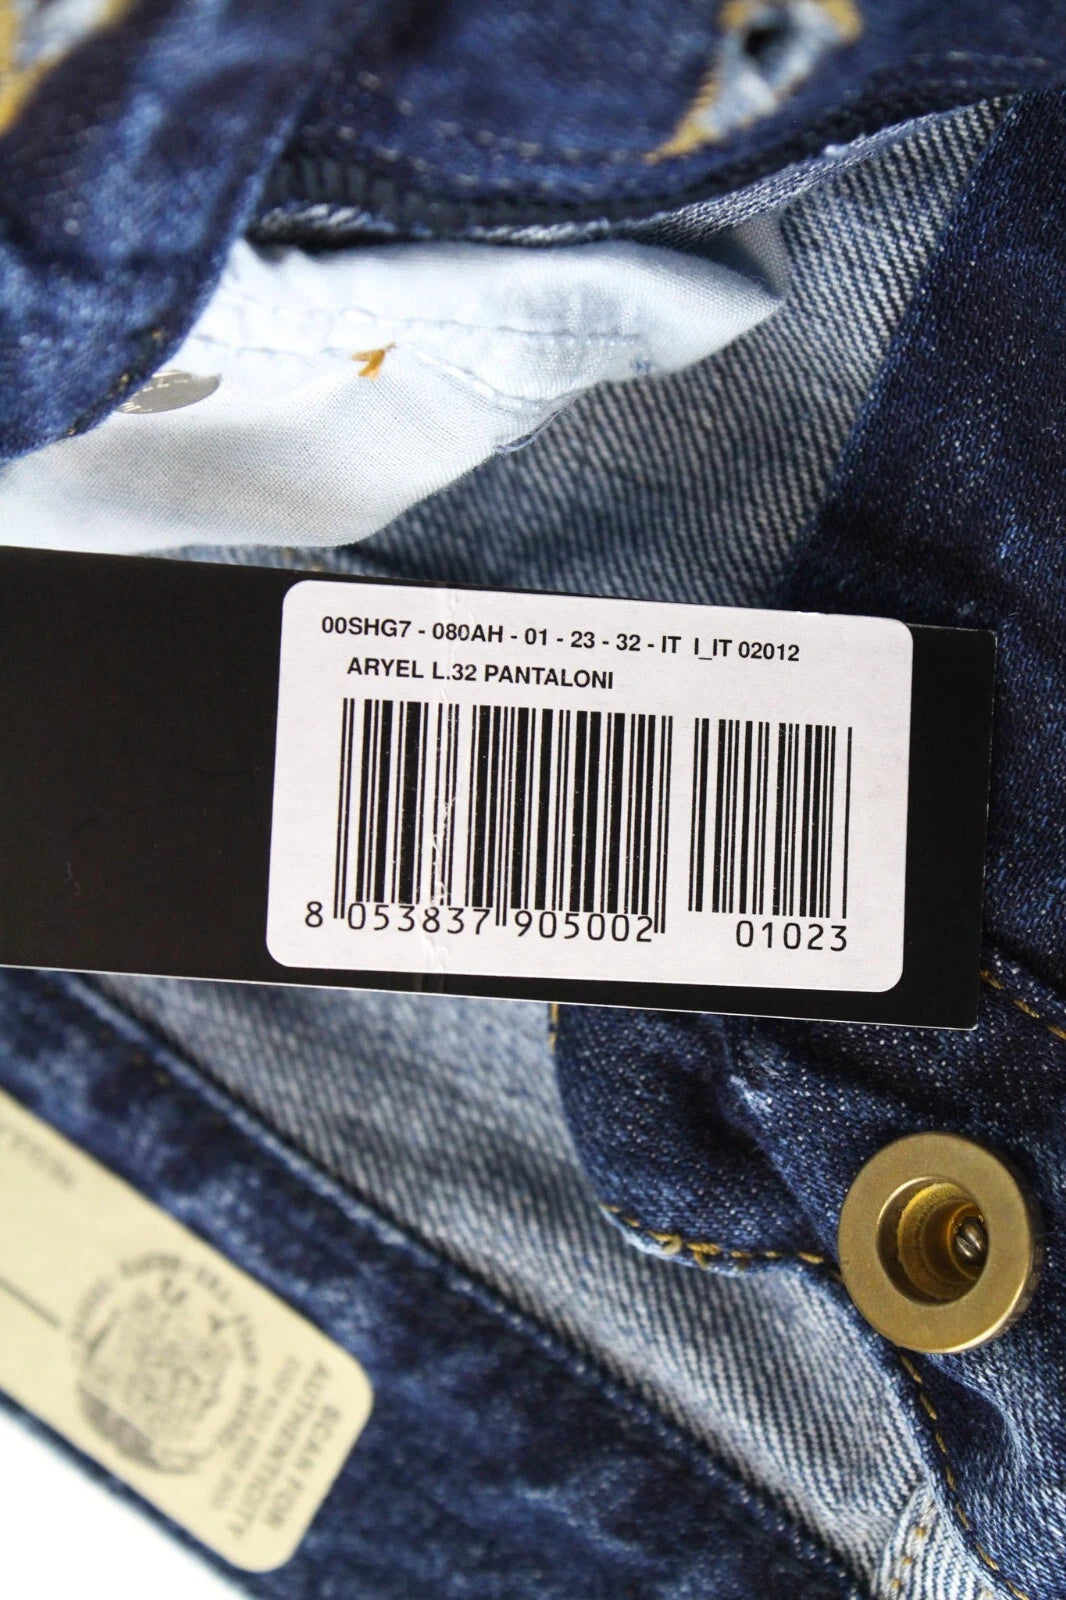 00SHG7 - 080AH - 01 - 23 - 32 - IT I_IT 02012
ARYEL L.32 PANTALONI
8 053837 905002 01023
SCAN FOR
AUTHENTICITY